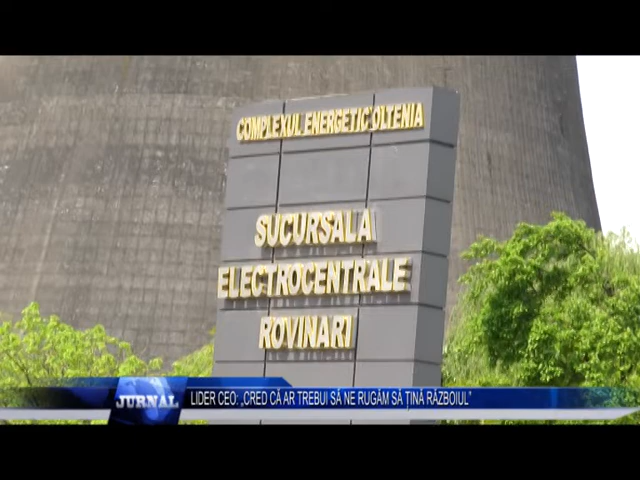 COMPLEXUL ENERGETIC OLTENIA
SUCURSALA
ELECTROCENTRALE
ROVINARI
JURNAL
LIDER CEO: „CRED CĂ AR TREBUI SĂ NE RUGĂM SĂ ȚINĂ RĂZBOIUL”